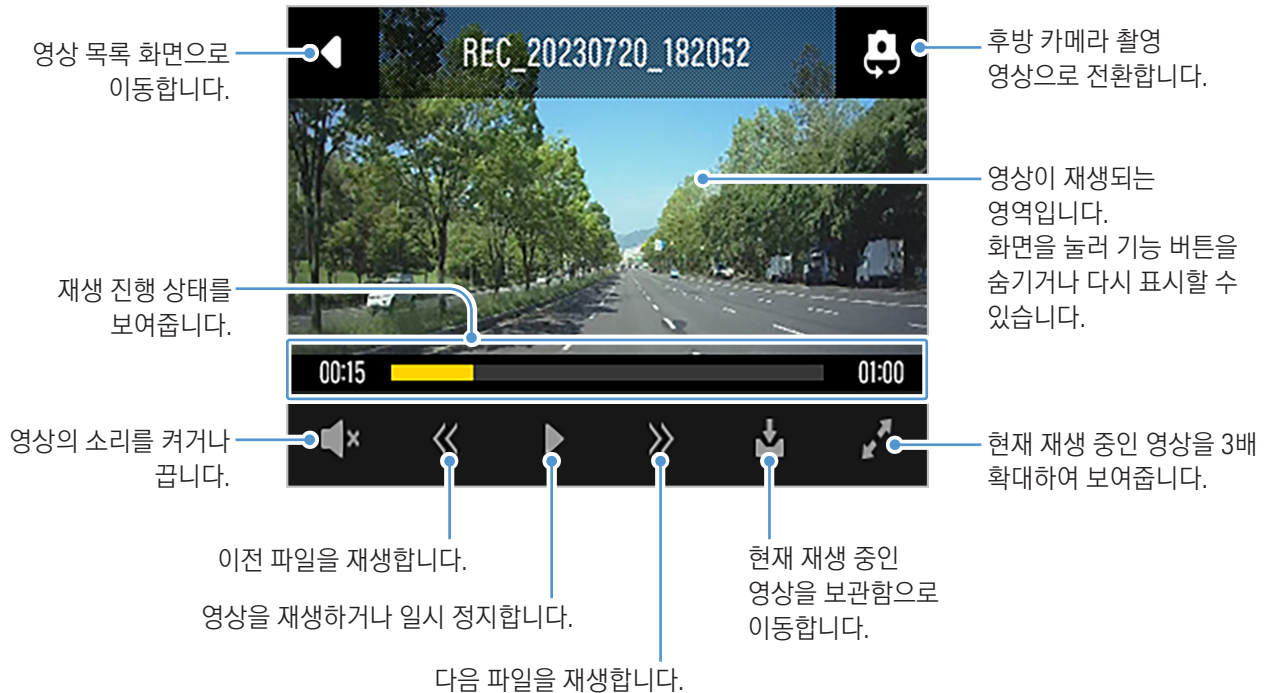 영상 목록 화면으로
이동합니다.
REC_20230720_182052
후방 카메라 촬영
영상으로 전환합니다.
영상이 재생되는
영역입니다.
화면을 눌러 기능 버튼을
숨기거나 다시 표시할 수
있습니다.
재생 진행 상태를
보여줍니다.
00:15
01:00
영상의 소리를 켜거나
끕니다.
현재 재생 중인 영상을 3배
확대하여 보여줍니다.
이전 파일을 재생합니다.
영상을 재생하거나 일시 정지합니다.
다음 파일을 재생합니다.
현재 재생 중인
영상을 보관함으로
이동합니다.